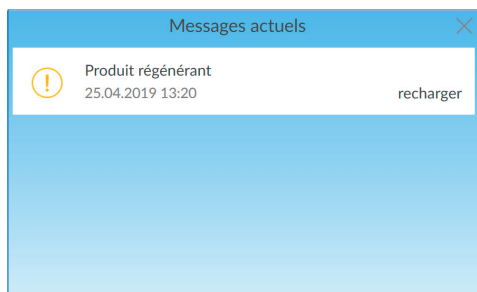 Messages actuels
Produit régénérant
25.04.2019 13:20
recharger